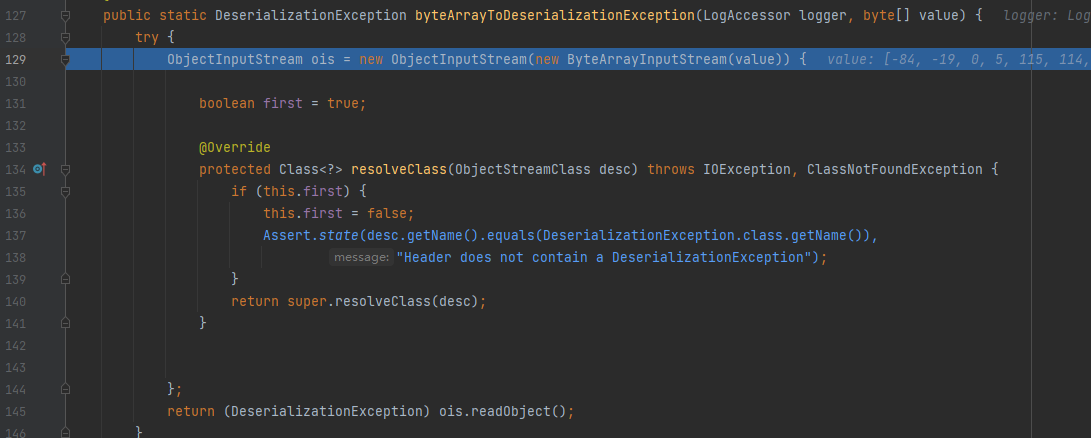 127 public static DeserializationException byteArrayToDeserializationException(LogAccessor logger, byte[] value) { logger: Log
128 try {
129 ObjectInputStream ois = new ObjectInputStream(new ByteArrayInputStream(value)) { value: [-84, -19, 0, 5, 115, 114,
130
131 boolean first = true;
132
133 @Override
134 protected Class<?> resolveClass(ObjectStreamClass desc) throws IOException, ClassNotFoundException {
135 if (this.first) {
136 this.first = false;
137 Assert.state(desc.getName().equals(DeserializationException.class.getName()),
138 message: "Header does not contain a DeserializationException");
139 }
140 return super.resolveClass(desc);
141 }
142
143
144 };
145 return (DeserializationException) ois.readObject();
146 }